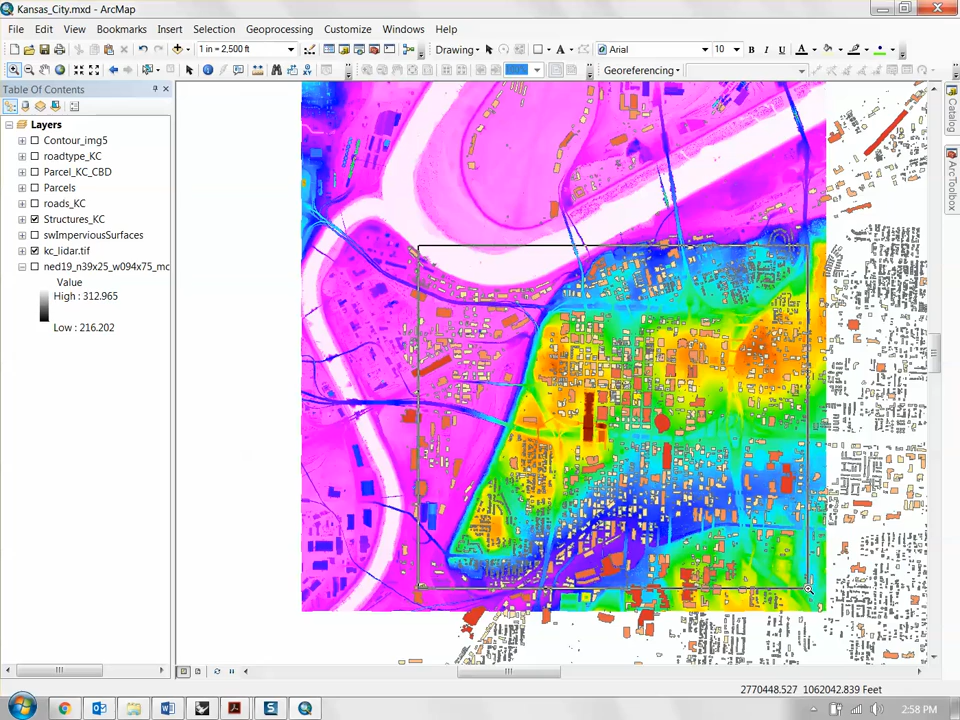 Kansas_City.mxd - ArcMap
File Edit View Bookmarks Insert Selection Geoprocessing Customize Windows Help
1 in = 2,500 ft Drawing Arial 10 B I U A
Georeferencing
Table Of Contents
Layers
Contour_img5
roadtype_KC
Parcel_KC_CBD
Parcels
roads_KC
Structures_KC
swImperviousSurfaces
kc_lidar.tif
ned19_n39x25_w094x75_mc
Value
High : 312.965
Low : 216.202
Catalog
ArcToolbox
2770448.527 1062042.839 Feet
2:58 PM